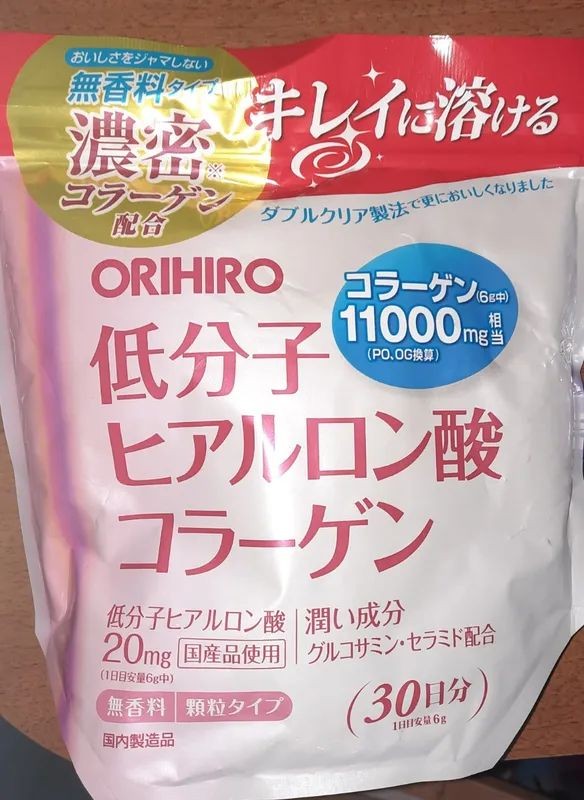 おいしさをジャマしない
無香料タイプ
濃密※
コラーゲン
配合
キレイに溶ける
ダブルクリア製法で更においしくなりました
ORIHIRO
コラーゲン(6g中)
11000mg相当
(PO、OG換算)
低分子
ヒアルロン酸
コラーゲン
低分子ヒアルロン酸
20mg 国産品使用
(1日目安量6g中)
潤い成分
グルコサミン・セラミド配合
無香料 顆粒タイプ
国内製造品
(30日分)
1日目安量6g